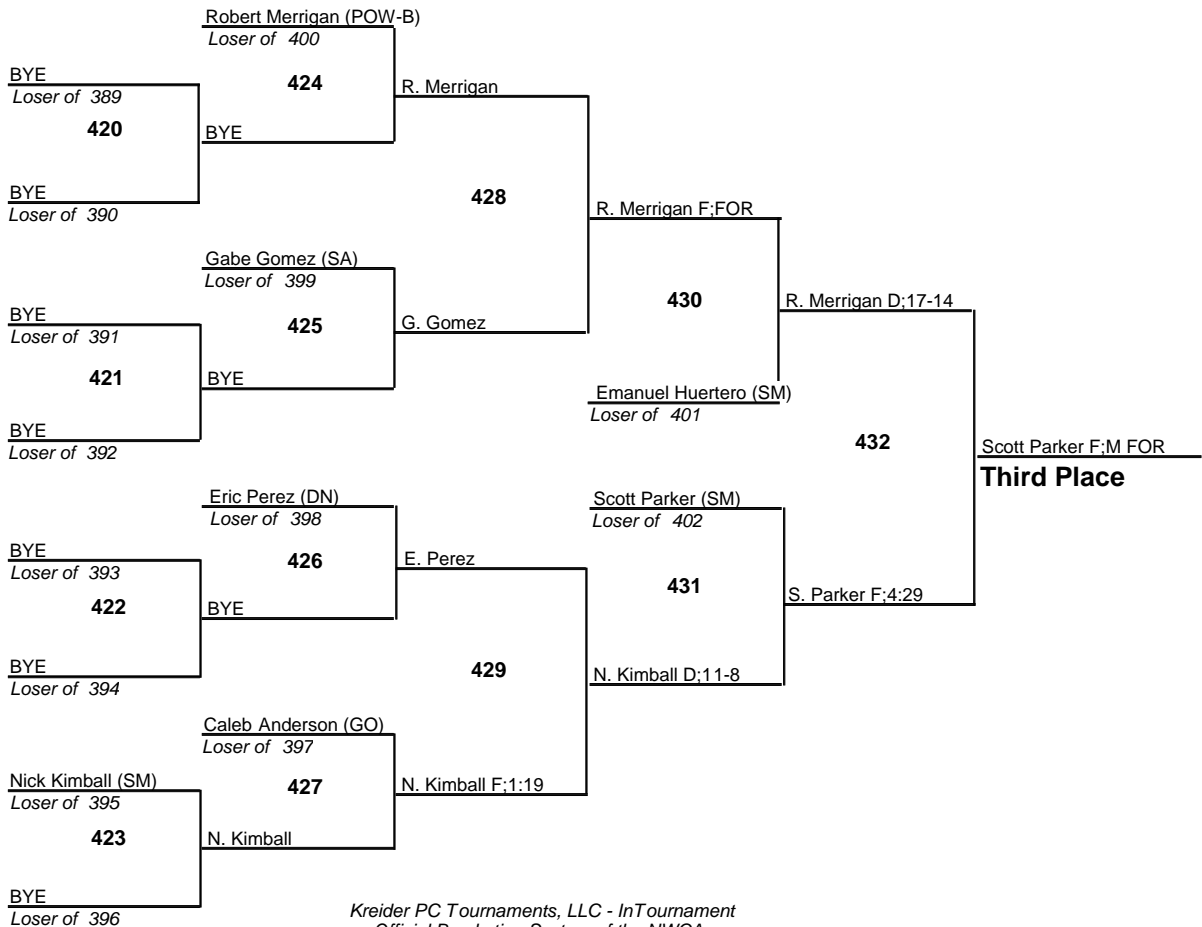 Robert Merrigan (POW-B)
Loser of 400
BYE
Loser of 389
424
R. Merrigan
420
BYE
BYE
Loser of 390
428
R. Merrigan F;FOR
Gabe Gomez (SA)
Loser of 399
BYE
Loser of 391
425
G. Gomez
430
R. Merrigan D;17-14
421
BYE
Emanuel Huertero (SM)
Loser of 401
BYE
Loser of 392
432
Scott Parker F;M FOR
Third Place
Eric Perez (DN)
Loser of 398
Scott Parker (SM)
Loser of 402
BYE
Loser of 393
426
E. Perez
431
S. Parker F;4:29
422
BYE
BYE
Loser of 394
429
N. Kimball D;11-8
Caleb Anderson (GO)
Loser of 397
Nick Kimball (SM)
Loser of 395
427
N. Kimball F;1:19
423
N. Kimball
BYE
Loser of 396
Kreider PC Tournaments, LLC - InTournament